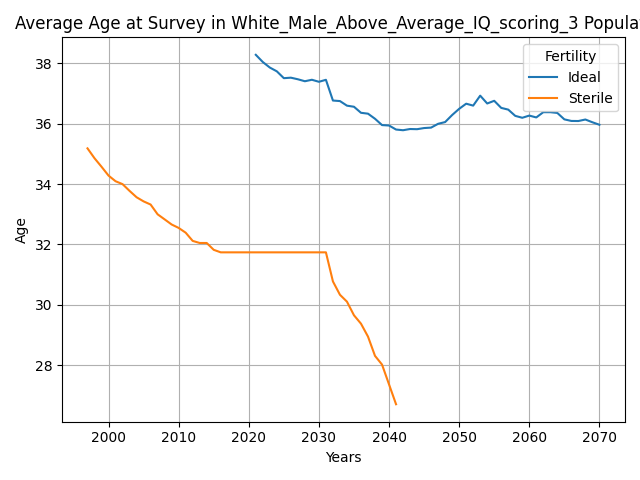 Average Age at Survey in White_Male_Above_Average_IQ_scoring_3 Popula
Fertility
Ideal
Sterile
38
36
34
32
30
28
Age
2000 2010 2020 2030 2040 2050 2060 2070
Years